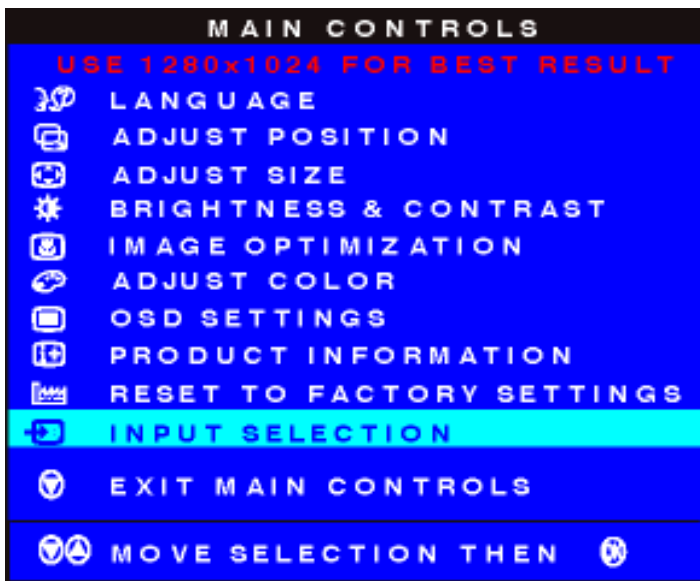 MAIN CONTROLS
USE 1280x1024 FOR BEST RESULT
LANGUAGE
ADJUST POSITION
ADJUST SIZE
BRIGHTNESS & CONTRAST
IMAGE OPTIMIZATION
ADJUST COLOR
OSD SETTINGS
PRODUCT INFORMATION
RESET TO FACTORY SETTINGS
INPUT SELECTION
EXIT MAIN CONTROLS
MOVE SELECTION THEN OK